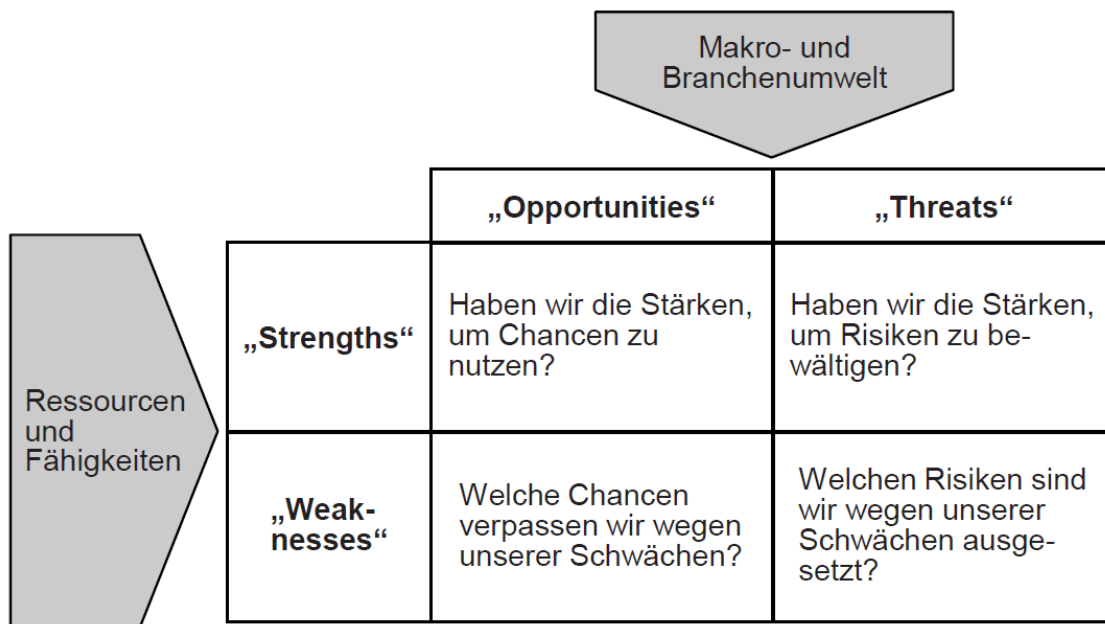 Makro- und
Branchenumwelt
„Opportunities“
„Threats“
Ressourcen
und
Fähigkeiten
„Strengths“
Haben wir die Stärken,
um Chancen zu
nutzen?
Haben wir die Stärken,
um Risiken zu be-
wältigen?
„Weak-
nesses“
Welche Chancen
verpassen wir wegen
unserer Schwächen?
Welchen Risiken sind
wir wegen unserer
Schwächen ausge-
setzt?